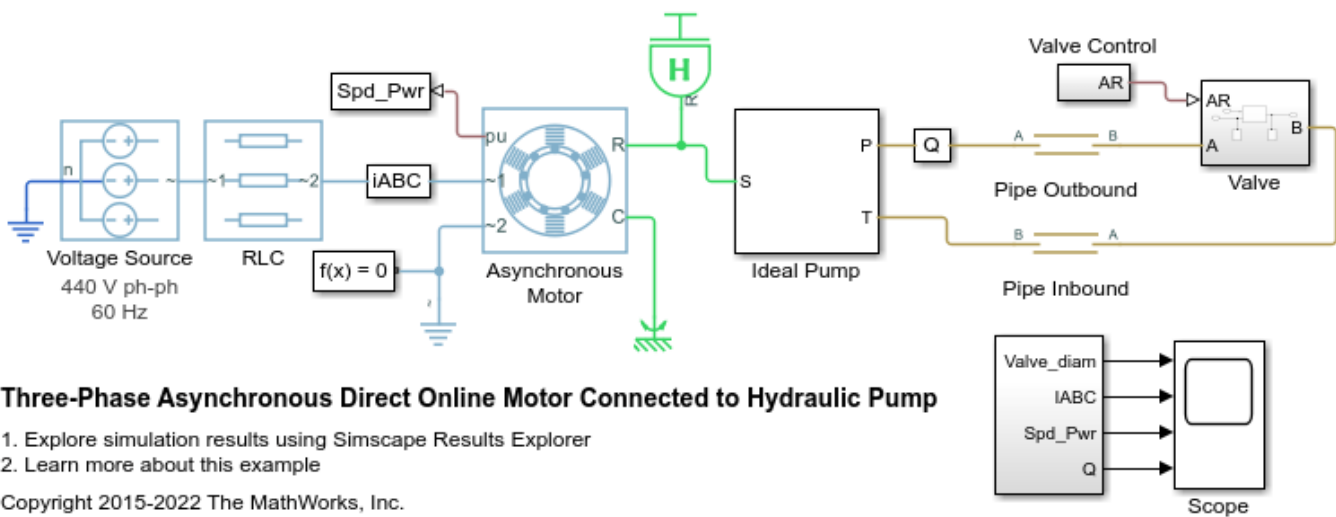 Valve Control
AR
Spd_Pwr
H
R
pu
R
~1
~2
C
n
~
~1
~2
iABC
S
P
T
Q
A
B
AR
A
B
Pipe Outbound
Valve
B
A
Voltage Source
440 V ph-ph
60 Hz
RLC
f(x) = 0
~
Asynchronous
Motor
Ideal Pump
Pipe Inbound
Valve_diam
IABC
Spd_Pwr
Q
Scope
Three-Phase Asynchronous Direct Online Motor Connected to Hydraulic Pump
1. Explore simulation results using Simscape Results Explorer
2. Learn more about this example
Copyright 2015-2022 The MathWorks, Inc.